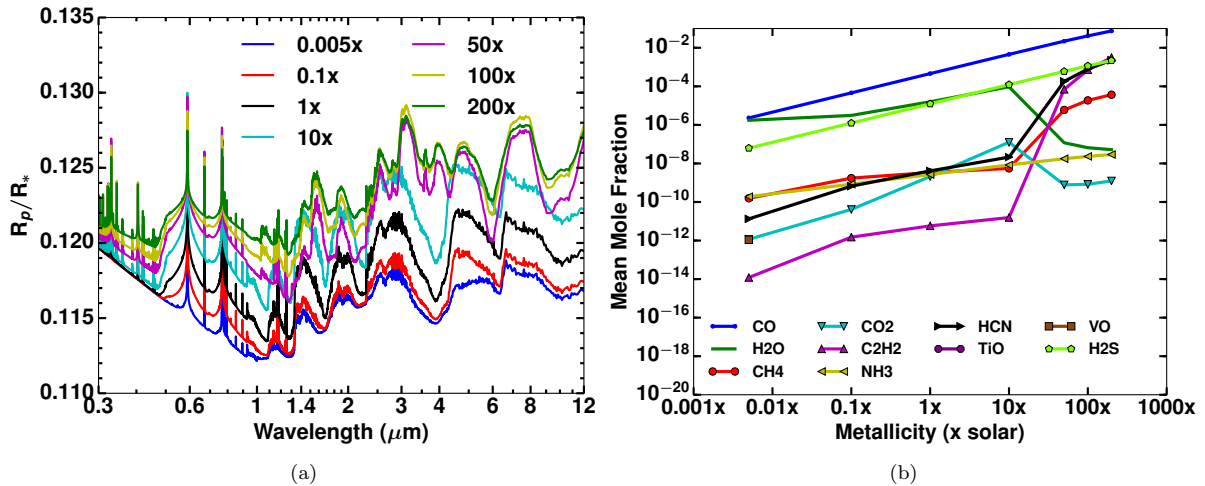 0.135
0.130
0.125
0.120
0.115
0.110
R_p/R_*
0.005x
0.1x
1x
10x
50x
100x
200x
0.3 0.6 1 1.4 2 3 4 6 8 12
Wavelength (μm)
(a)
10^-2
10^-4
10^-6
10^-8
10^-10
10^-12
10^-14
10^-16
10^-18
10^-20
Mean Mole Fraction
CO
H2O
CH4
CO2
C2H2
NH3
HCN
TiO
VO
H2S
0.001x 0.1x 1x 10x 100x 1000x
Metallicity (x solar)
(b)